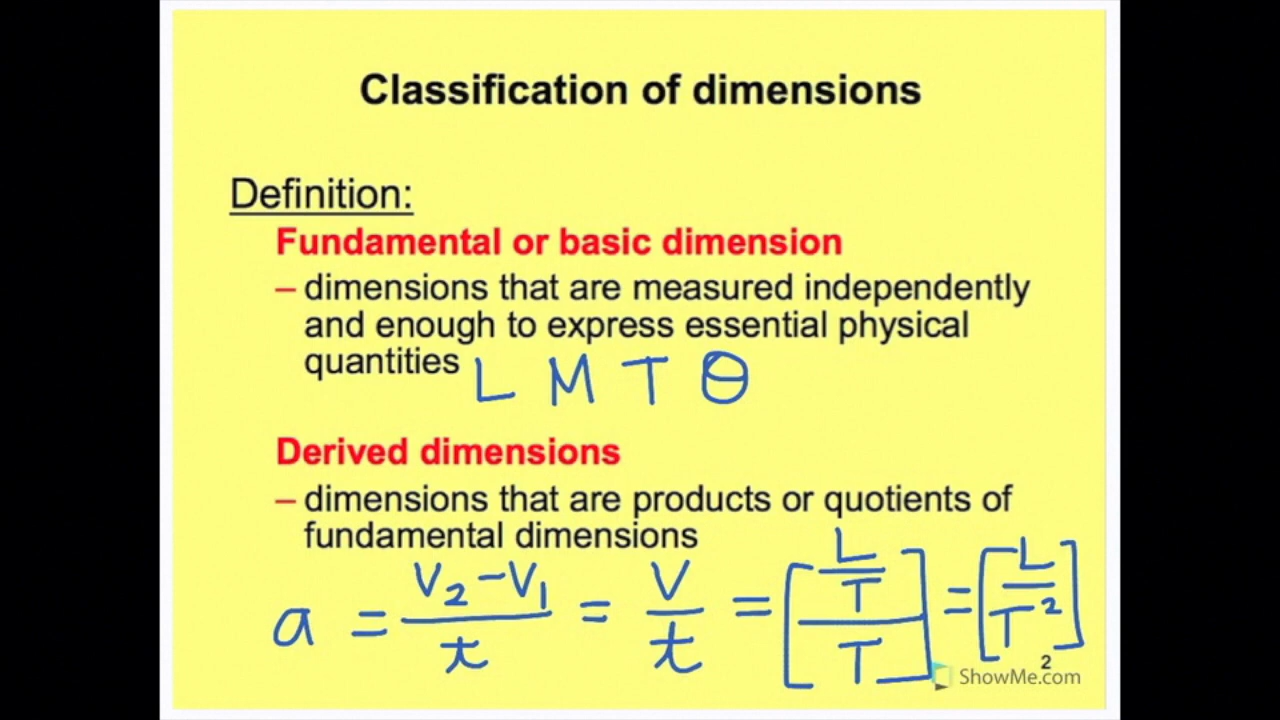 Classification of dimensions
Definition:
Fundamental or basic dimension
– dimensions that are measured independently
and enough to express essential physical
quantities L M T θ
Derived dimensions
– dimensions that are products or quotients of
fundamental dimensions
a = (V₂ - V₁)/t = V/t = [(L/T)/T] = [L/T²]
2
ShowMe.com